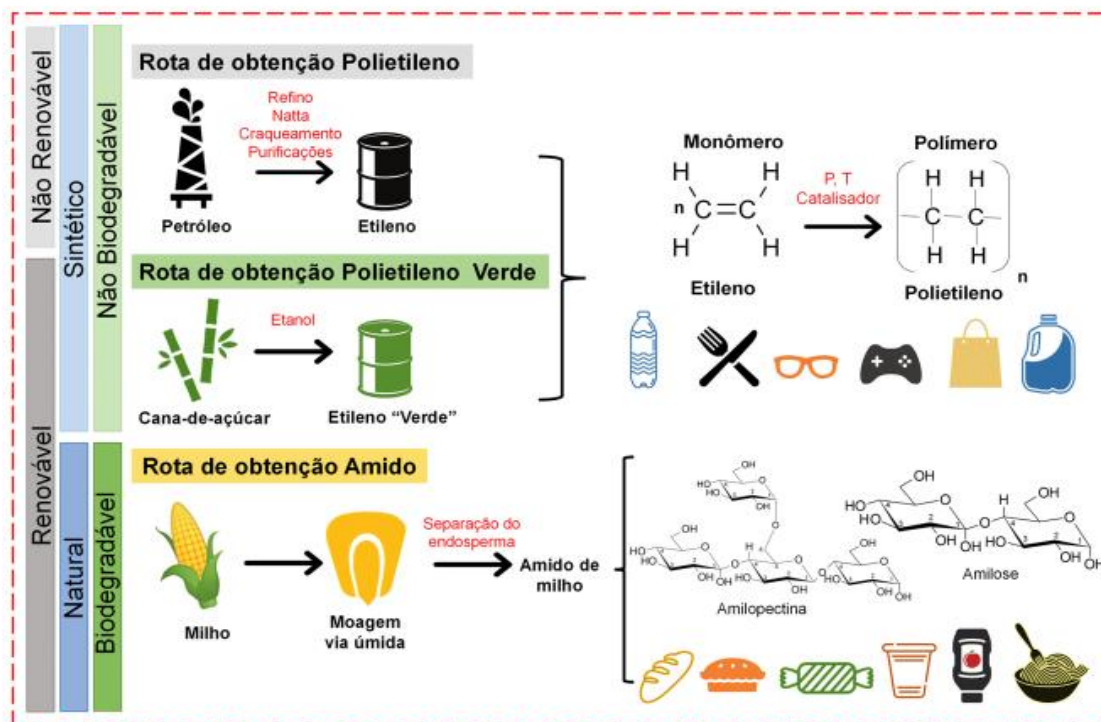 Não Renovável
Renovável
Sintético
Natural
Não Biodegradável
Biodegradável
Rota de obtenção Polietileno
Refino
Natta
Craqueamento
Purificações
Petróleo
Etileno
Rota de obtenção Polietileno Verde
Etanol
Cana-de-açúcar
Etileno “Verde”
Monômero
H H
n C=C
H H
Etileno
P, T
Catalisador
Polímero
H H
C C
H H
n
Polietileno
Rota de obtenção Amido
Milho
Moagem
via úmida
Separação do
endosperma
Amido de
milho
Amilopectina
Amilose